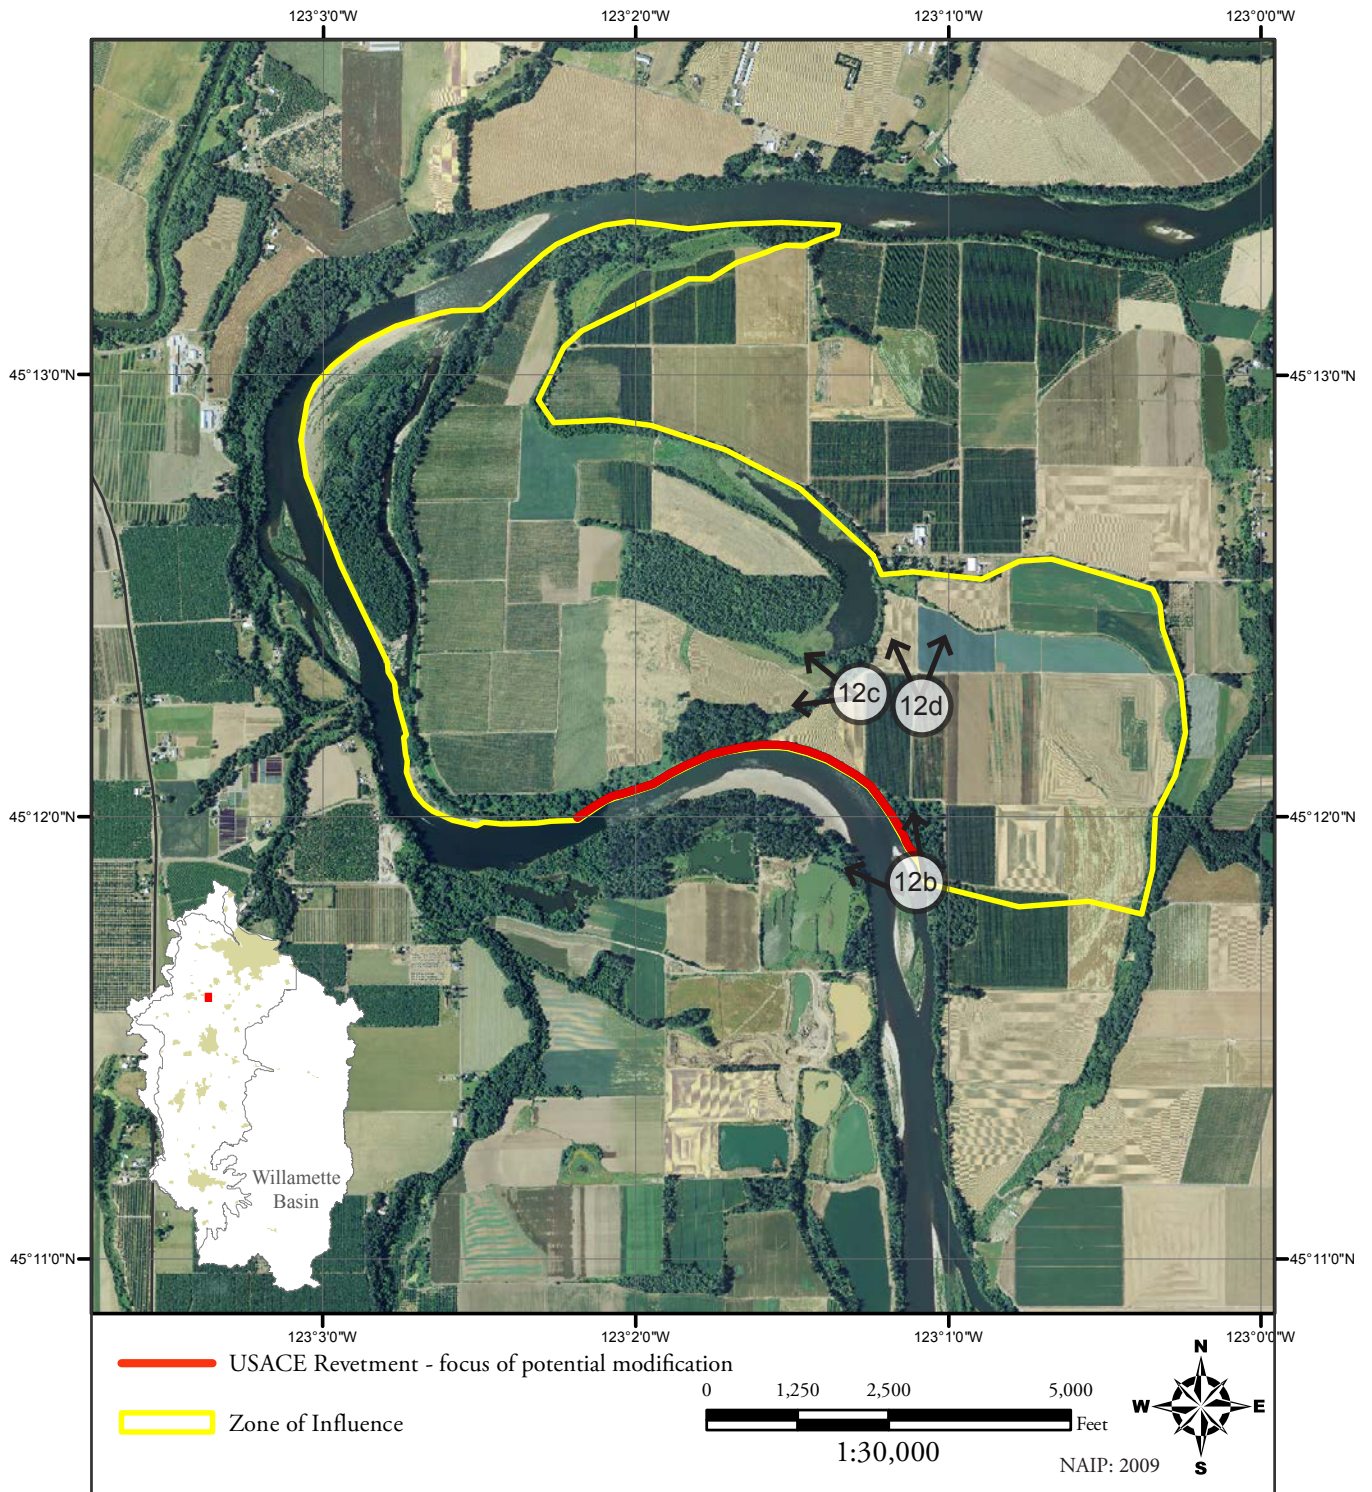 123°3'0"W 123°2'0"W 123°1'0"W 123°0'0"W
45°13'0"N 45°13'0"N
12c 12d
45°12'0"N 45°12'0"N
12b
Willamette
Basin
45°11'0"N 45°11'0"N
123°3'0"W 123°2'0"W 123°1'0"W 123°0'0"W
USACE Revetment - focus of potential modification
Zone of Influence
0 1,250 2,500 5,000
Feet
1:30,000
N
W E
S
NAIP: 2009